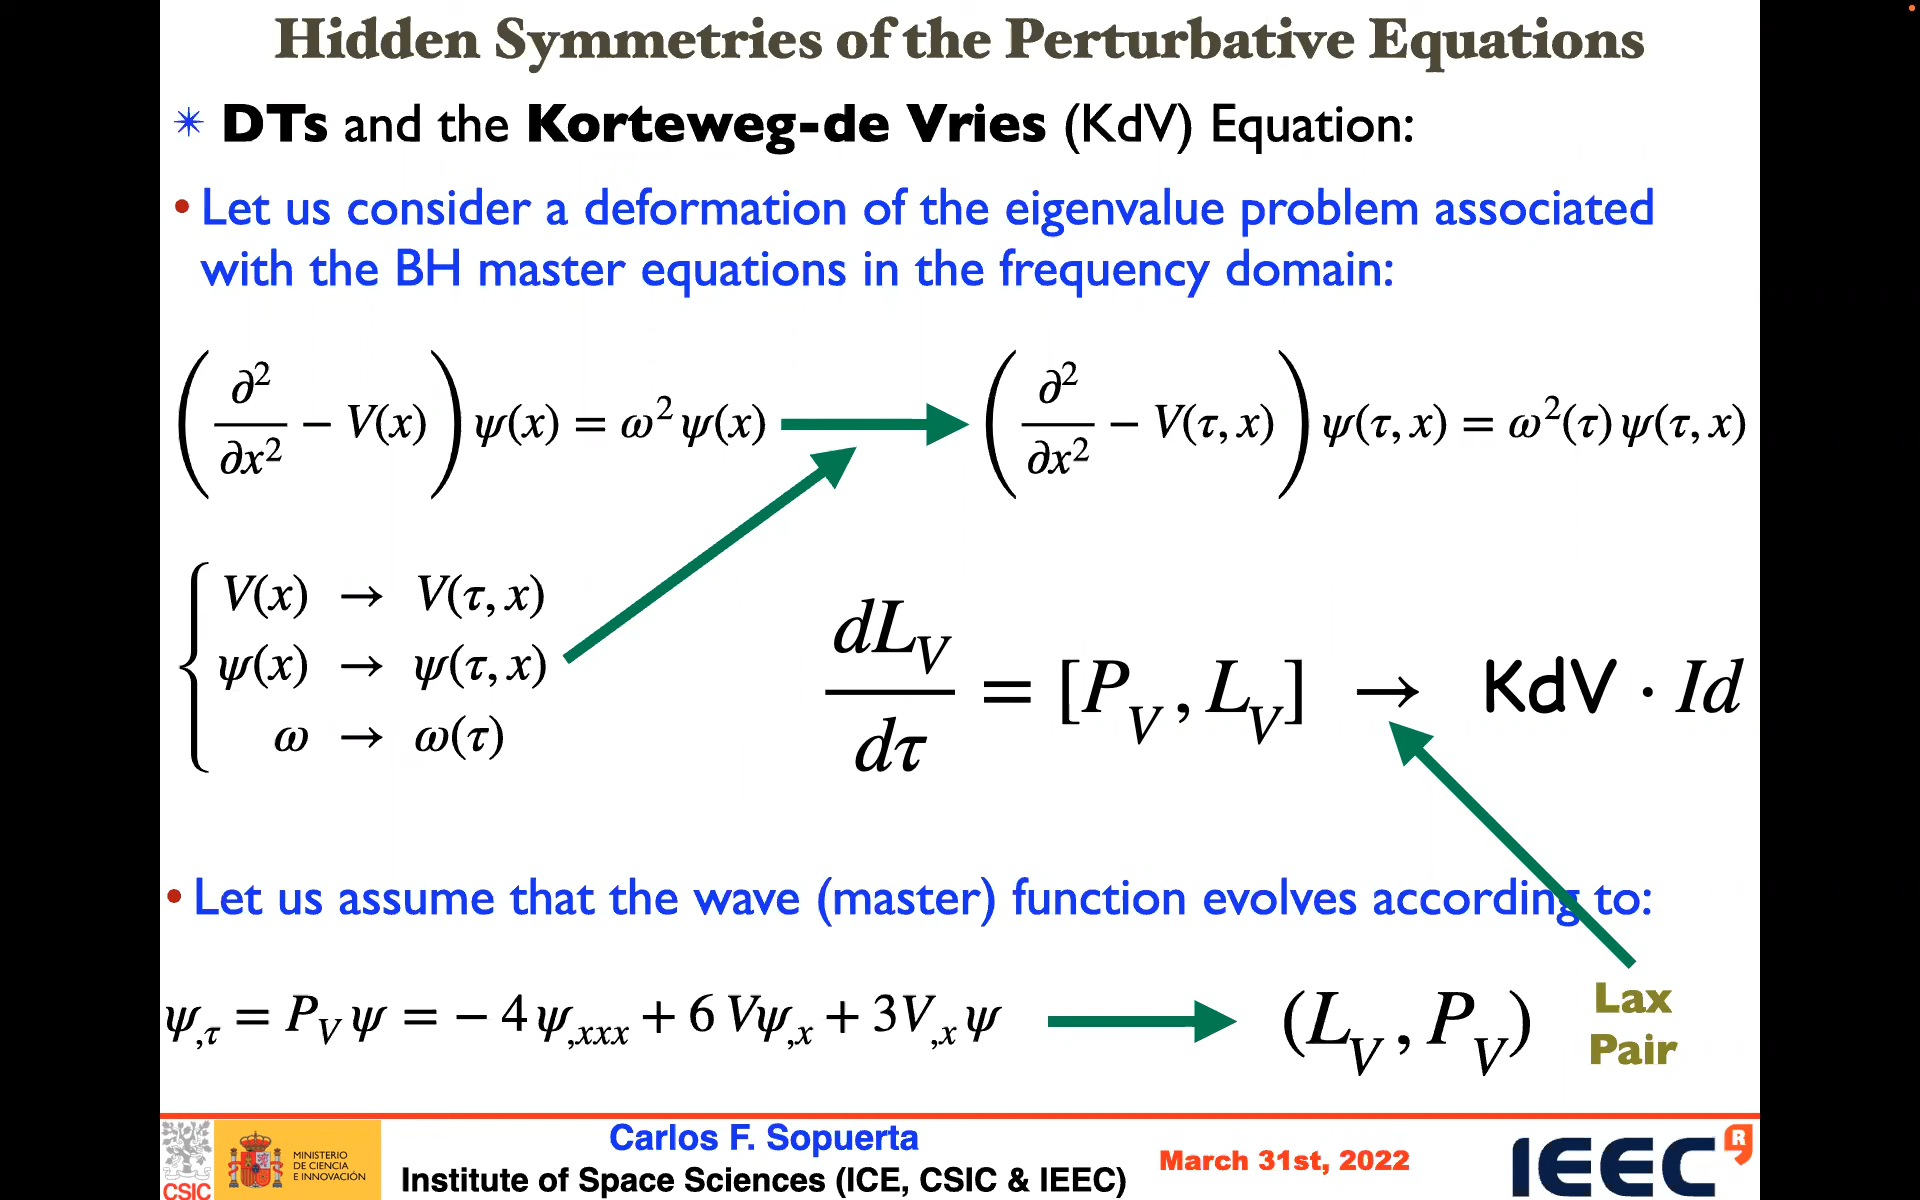 Hidden Symmetries of the Perturbative Equations
✴ DTs and the Korteweg-de Vries (KdV) Equation:
• Let us consider a deformation of the eigenvalue problem associated
with the BH master equations in the frequency domain:
(∂²/∂x² − V(x)) ψ(x) = ω² ψ(x) → (∂²/∂x² − V(τ, x)) ψ(τ, x) = ω²(τ) ψ(τ, x)
V(x) → V(τ, x)
ψ(x) → ψ(τ, x)
ω → ω(τ)
dL_V/dτ = [P_V, L_V] → KdV · Id
• Let us assume that the wave (master) function evolves according to:
ψ,τ = P_V ψ = − 4 ψ,xxx + 6 Vψ,x + 3V,x ψ → (L_V, P_V)
Lax
Pair
CSIC
MINISTERIO
DE CIENCIA
E INNOVACIÓN
Carlos F. Sopuerta
Institute of Space Sciences (ICE, CSIC & IEEC)
March 31st, 2022
IEEC R